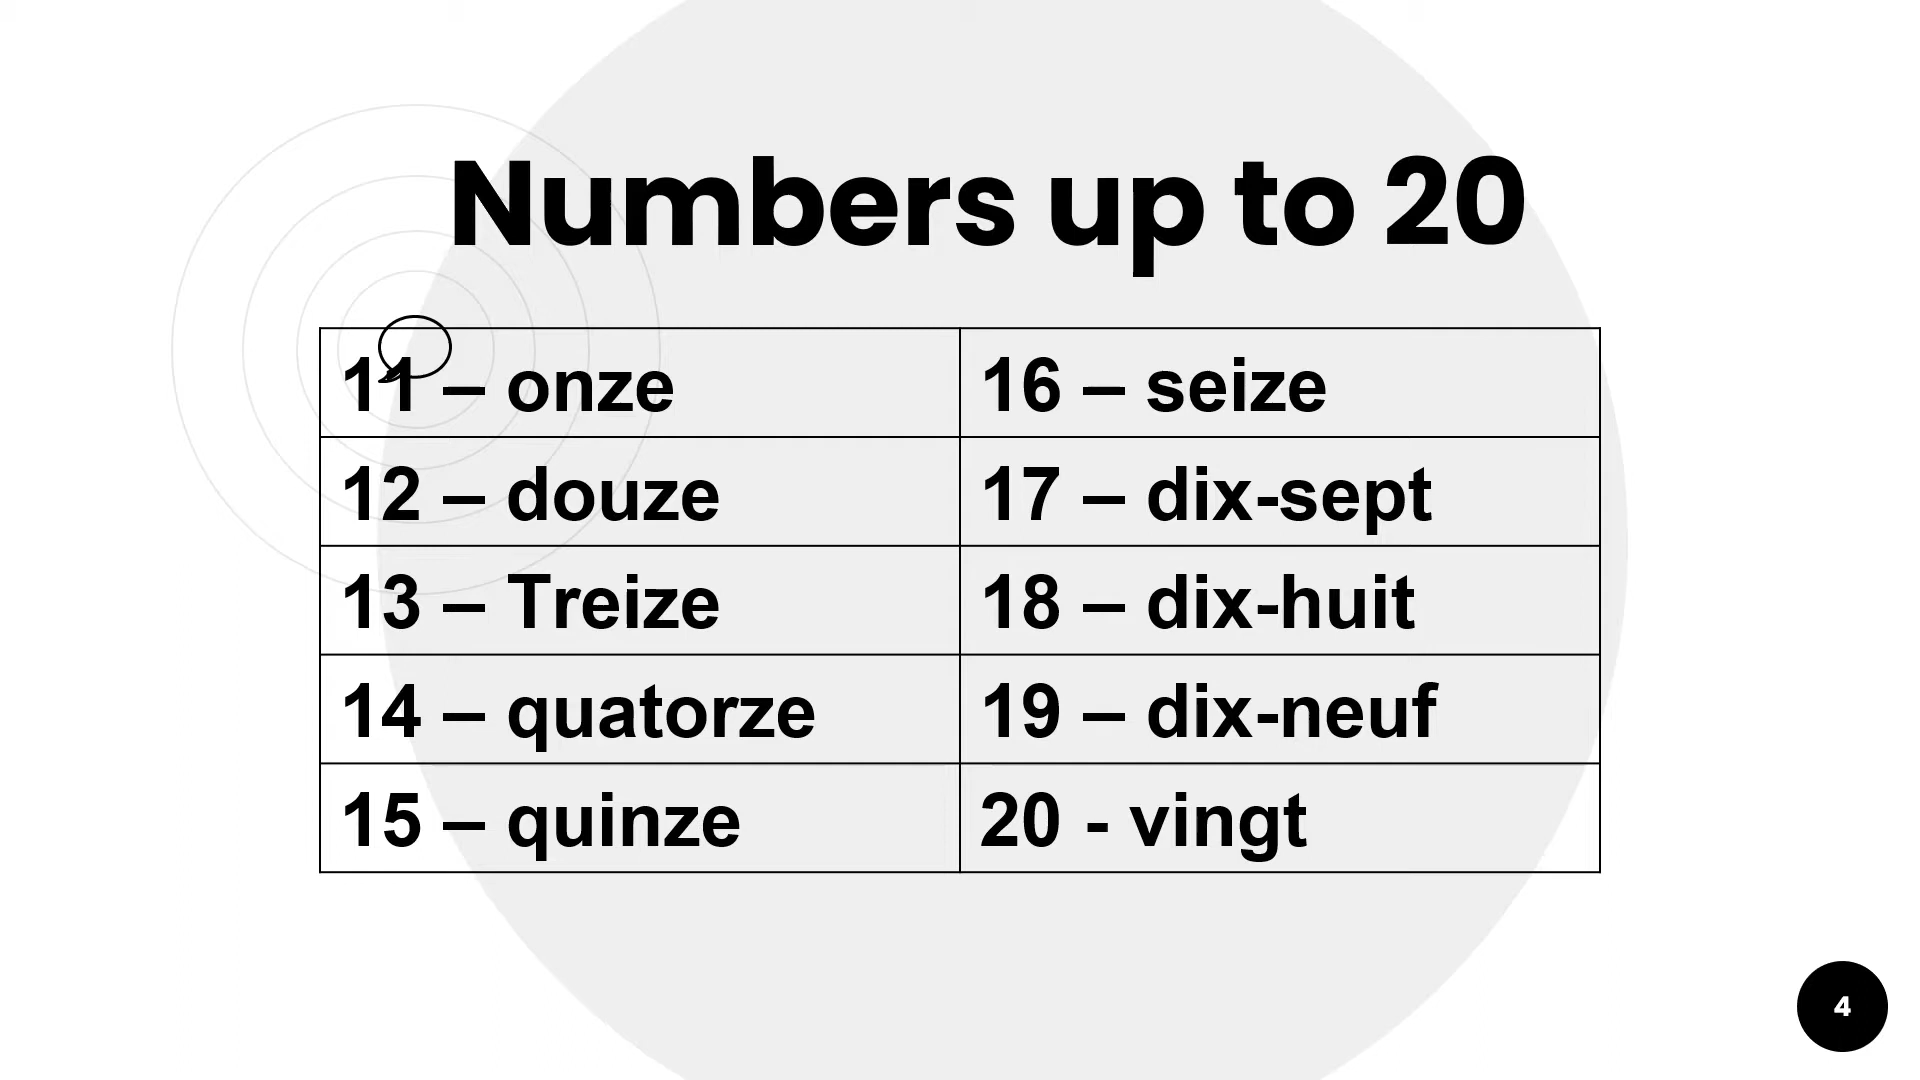 Numbers up to 20
11 – onze
16 – seize
12 – douze
17 – dix-sept
13 – Treize
18 – dix-huit
14 – quatorze
19 – dix-neuf
15 – quinze
20 - vingt
4